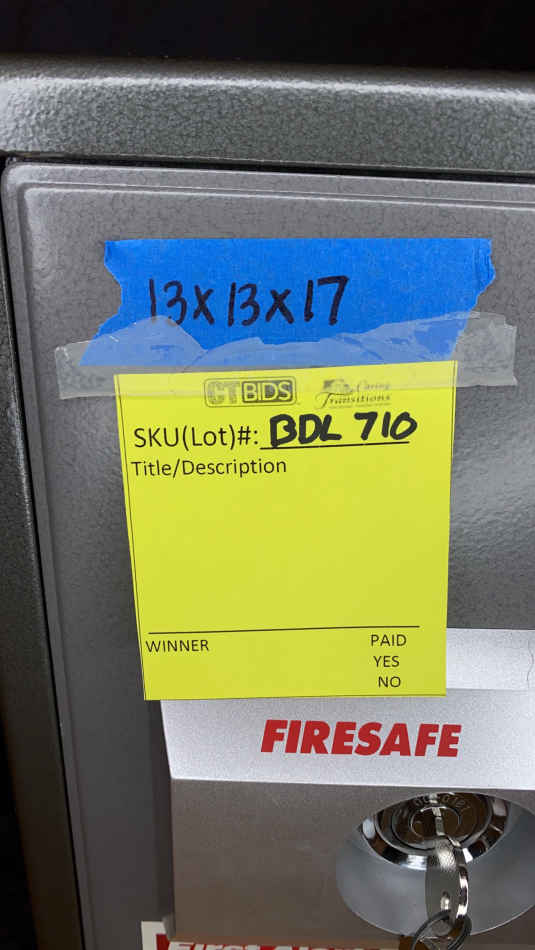 13x13x17
CTBIDS
Caring
Transitions
SKU(Lot)#: BDL 710
Title/Description
WINNER
PAID
YES
NO
FIRESAFE